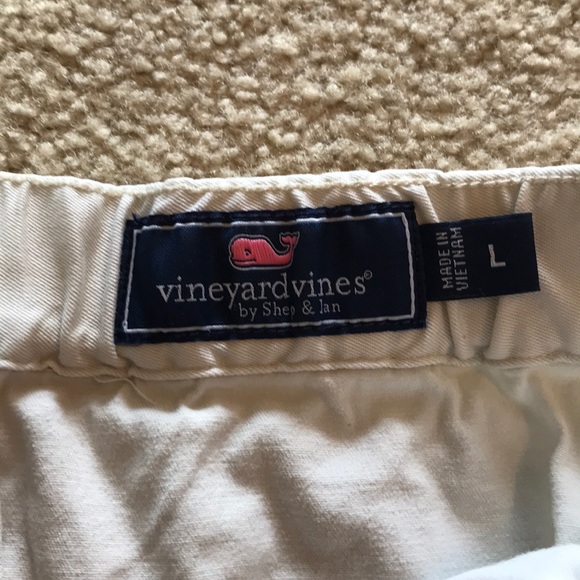 vineyardvines®
by Shep & Ian
MADE IN
VIETNAM
L